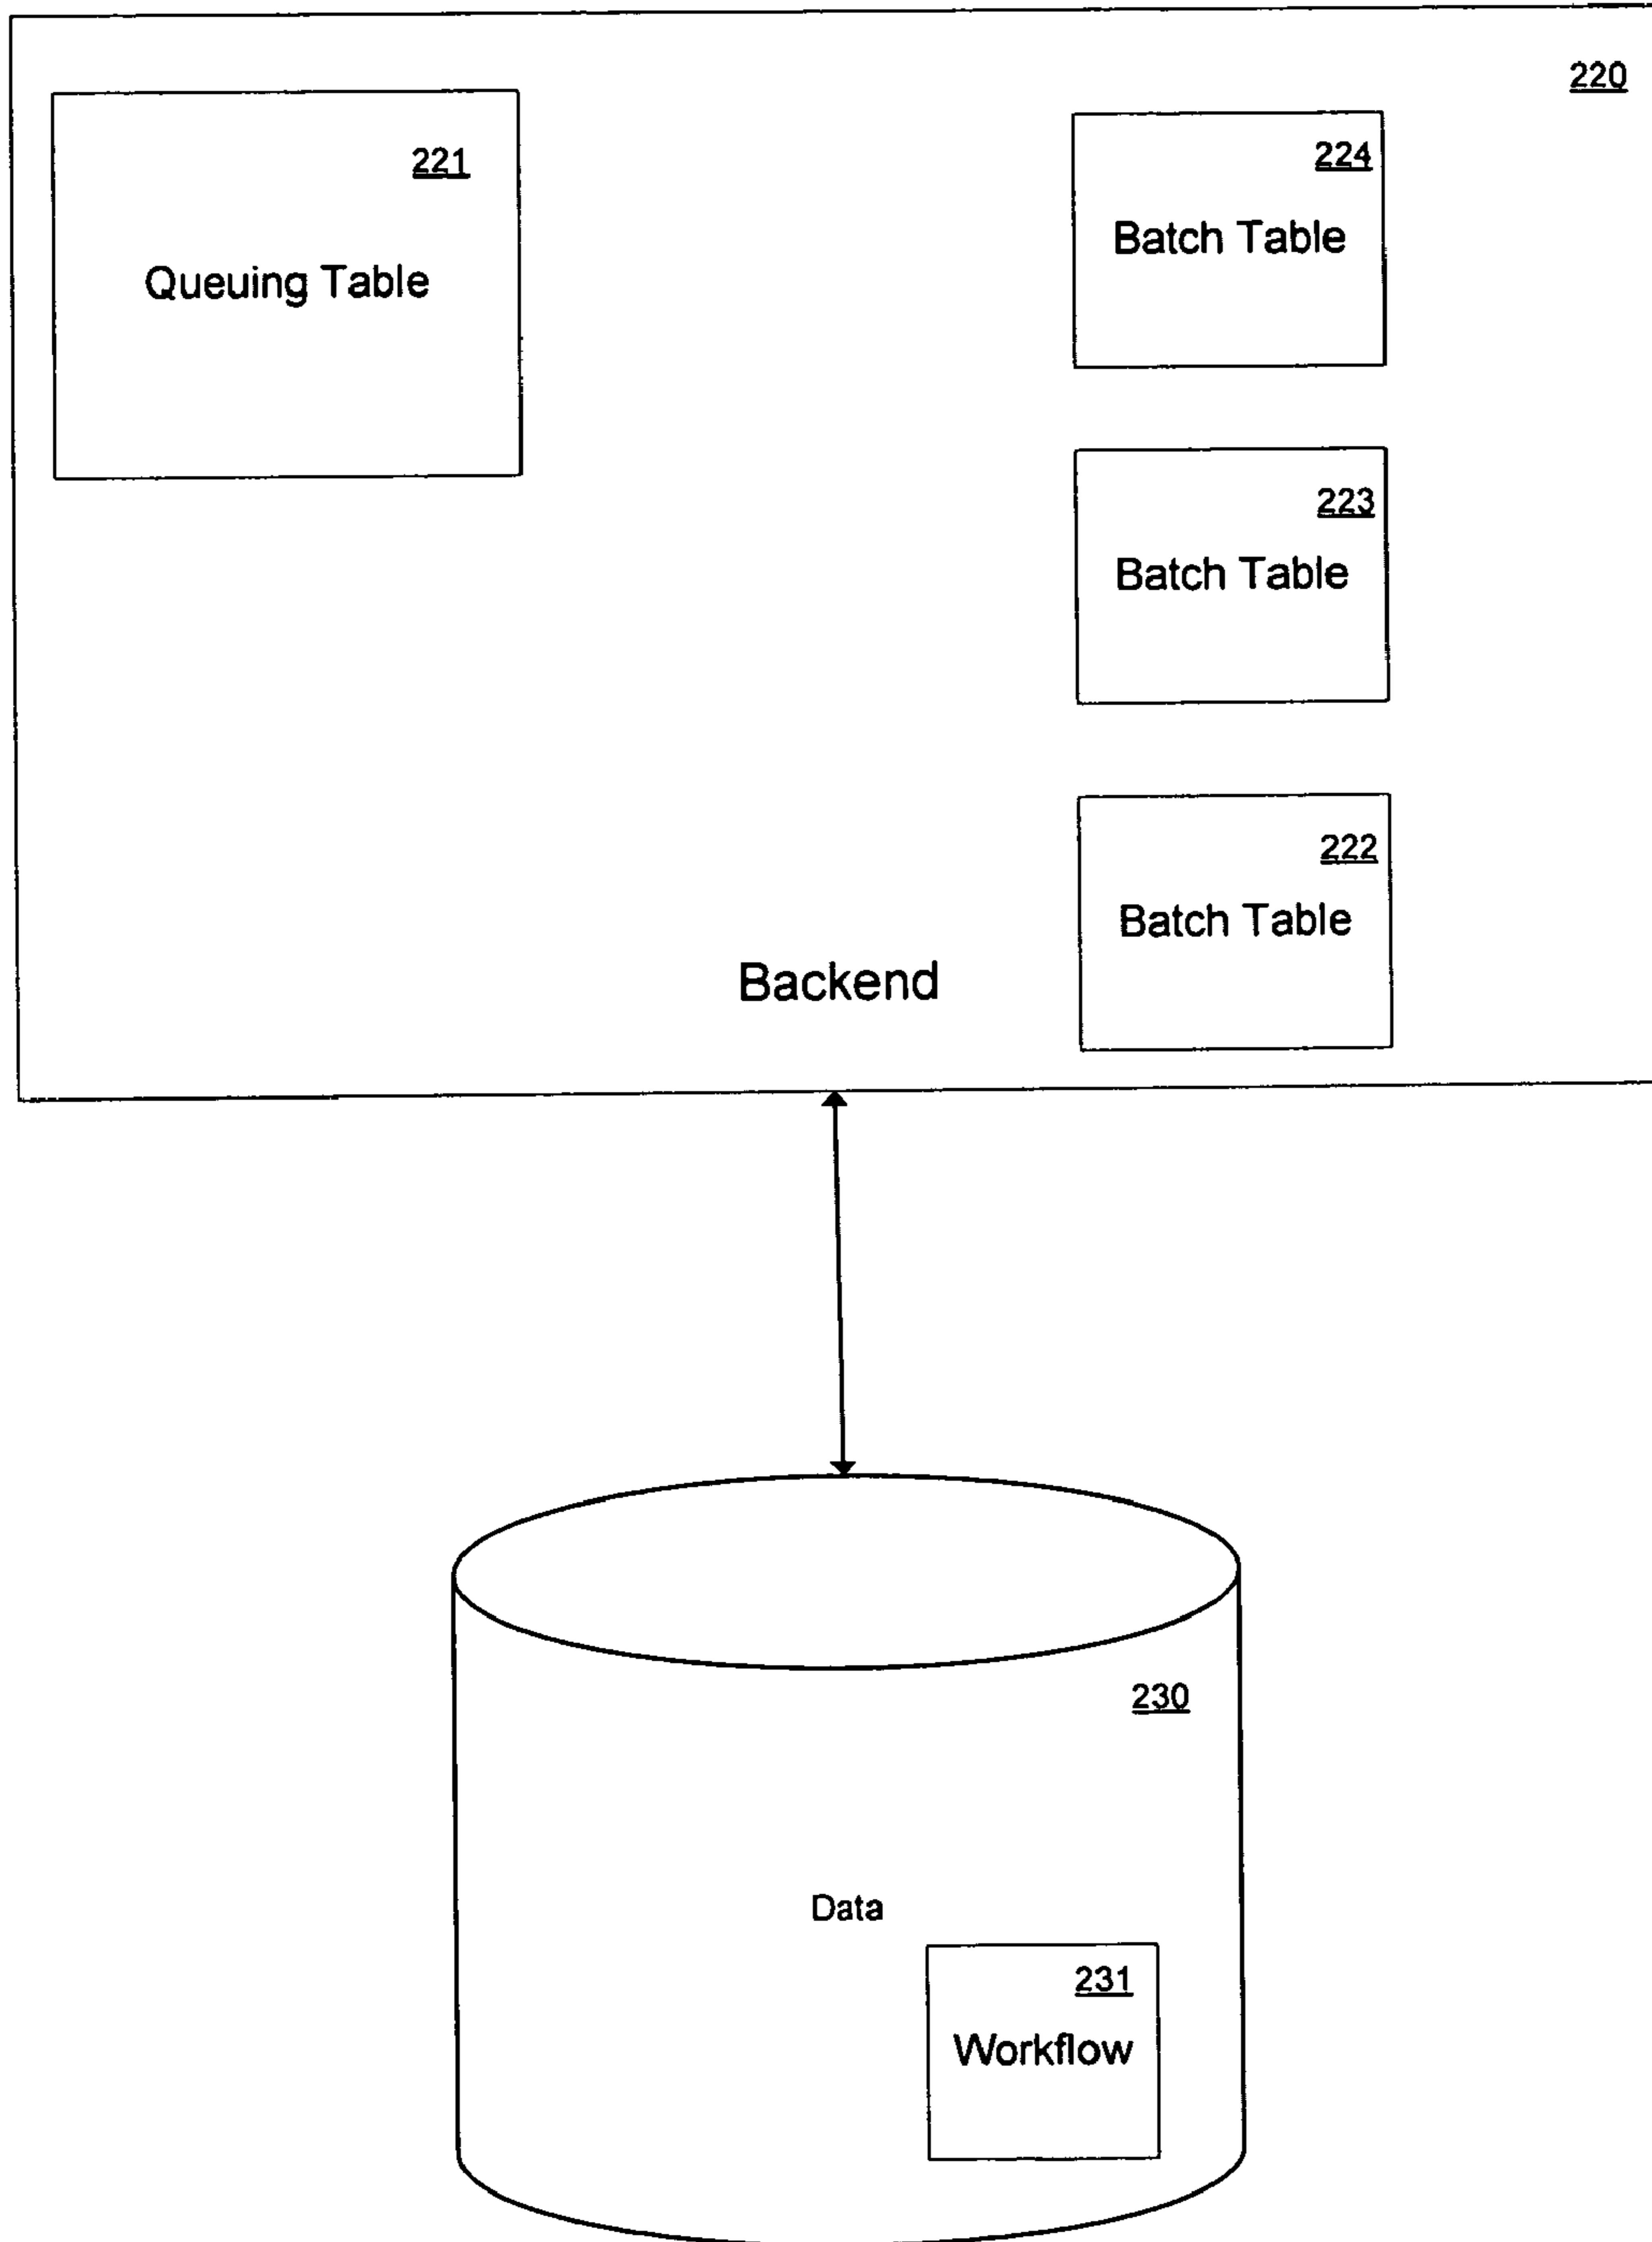 220
221
Queuing Table
224
Batch Table
223
Batch Table
222
Batch Table
Backend
230
Data
231
Workflow